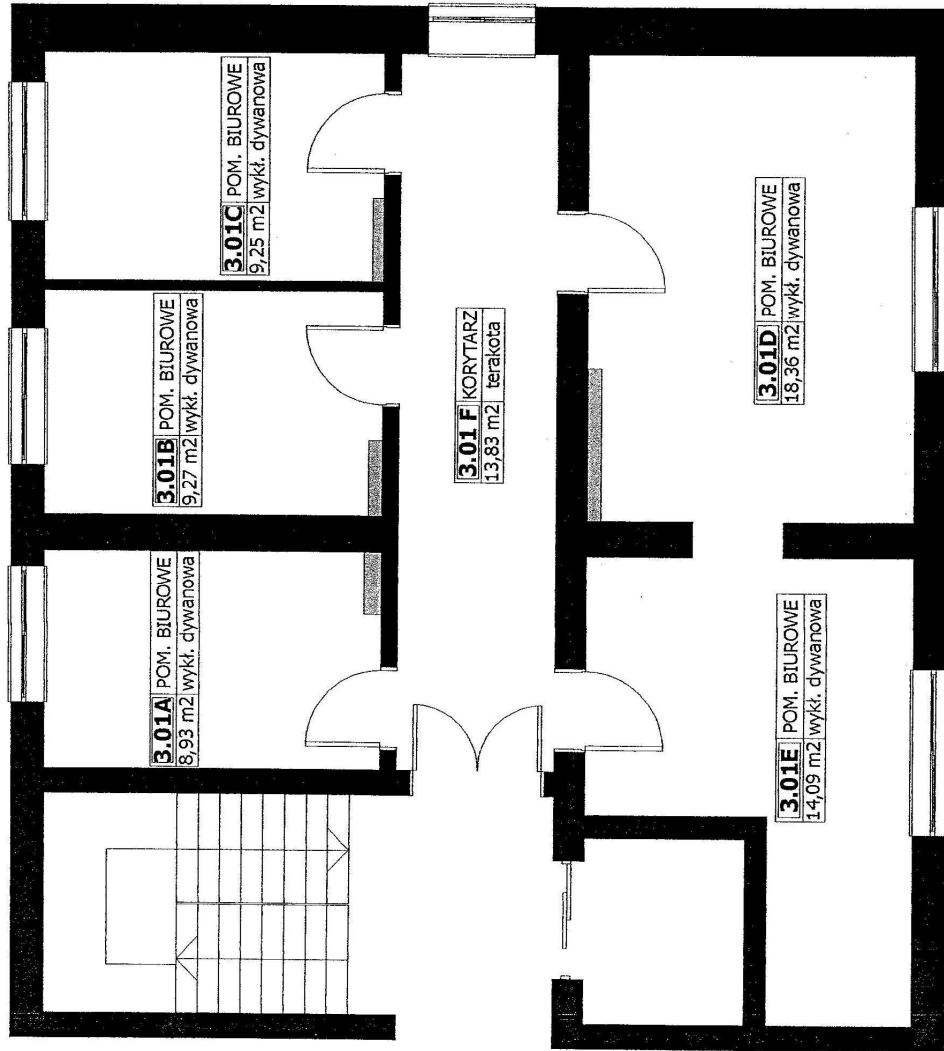 3.01A POM. BIUROWE
8,93 m2 wykł. dywanowa
3.01B POM. BIUROWE
9,27 m2 wykł. dywanowa
3.01C POM. BIUROWE
9,25 m2 wykł. dywanowa
3.01 F KORYTARZ
13,83 m2 terakota
3.01E POM. BIUROWE
14,09 m2 wykł. dywanowa
3.01D POM. BIUROWE
18,36 m2 wykł. dywanowa